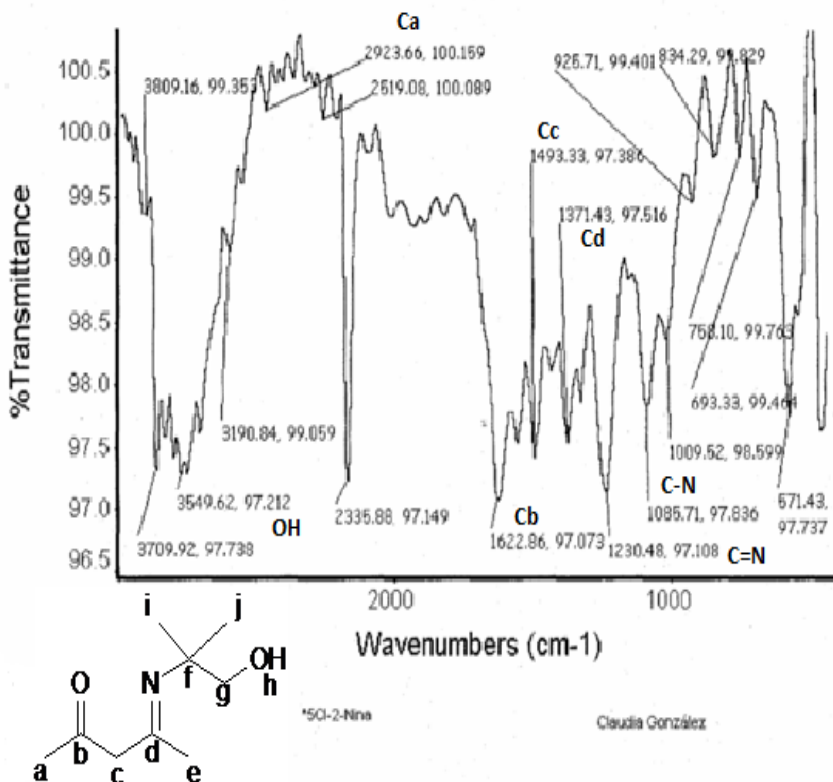 Ca
2923.66, 100.159
834.29, 99.829
925.71, 99.401
100.5
3809.16, 99.353
2519.08, 100.089
100.0
Cc
1493.33, 97.386
99.5
1371.43, 97.516
Cd
99.0
%Transmittance
98.5
758.10, 99.763
98.0
693.33, 99.464
3190.84, 99.059
97.5
1009.52, 98.599
3549.62, 97.212
C-N
97.0
OH
2335.88, 97.149
Cb
1085.71, 97.836
571.43,
97.737
3709.92, 97.738
1622.86, 97.073
1230.48, 97.108
C=N
96.5
2000
1000
Wavenumbers (cm-1)
i
j
f
OH
h
O
N
g
b
d
a
c
e
*5Cl-2-Nina
Claudia González